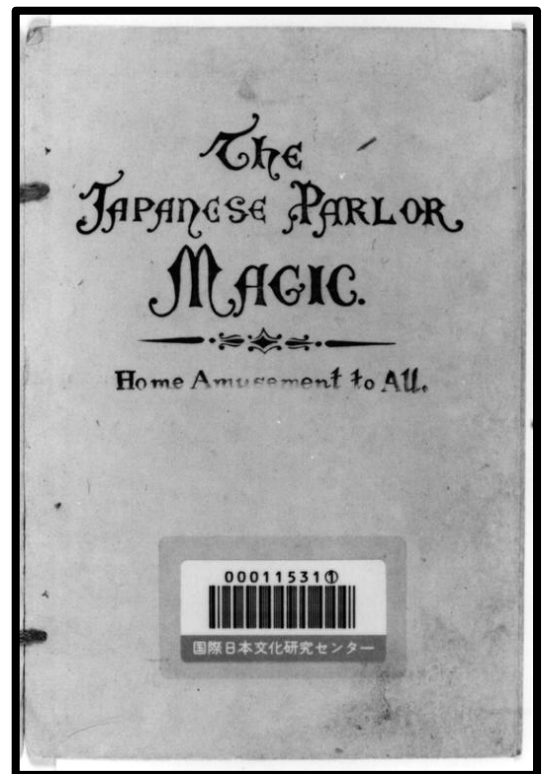 The
Japanese Parlor
Magic.
Home Amusement to All.
00011531①
国際日本文化研究センター